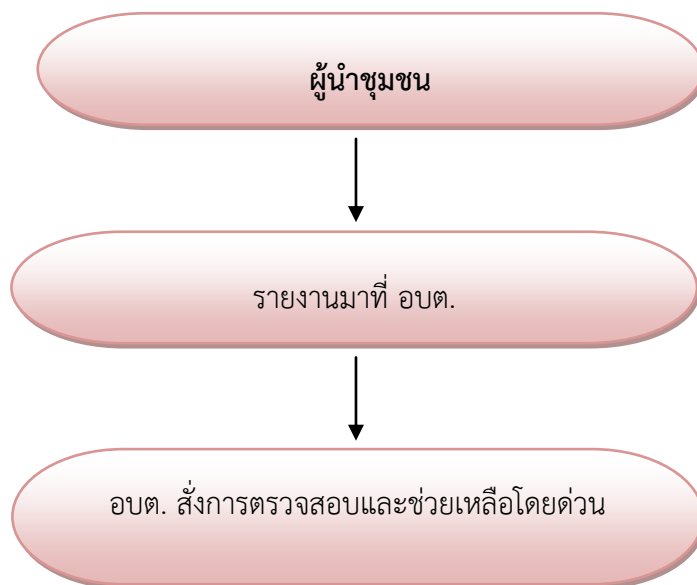 ผู้นำชุมชน
รายงานมาที่ อบต.
อบต. สั่งการตรวจสอบและช่วยเหลือโดยด่วน